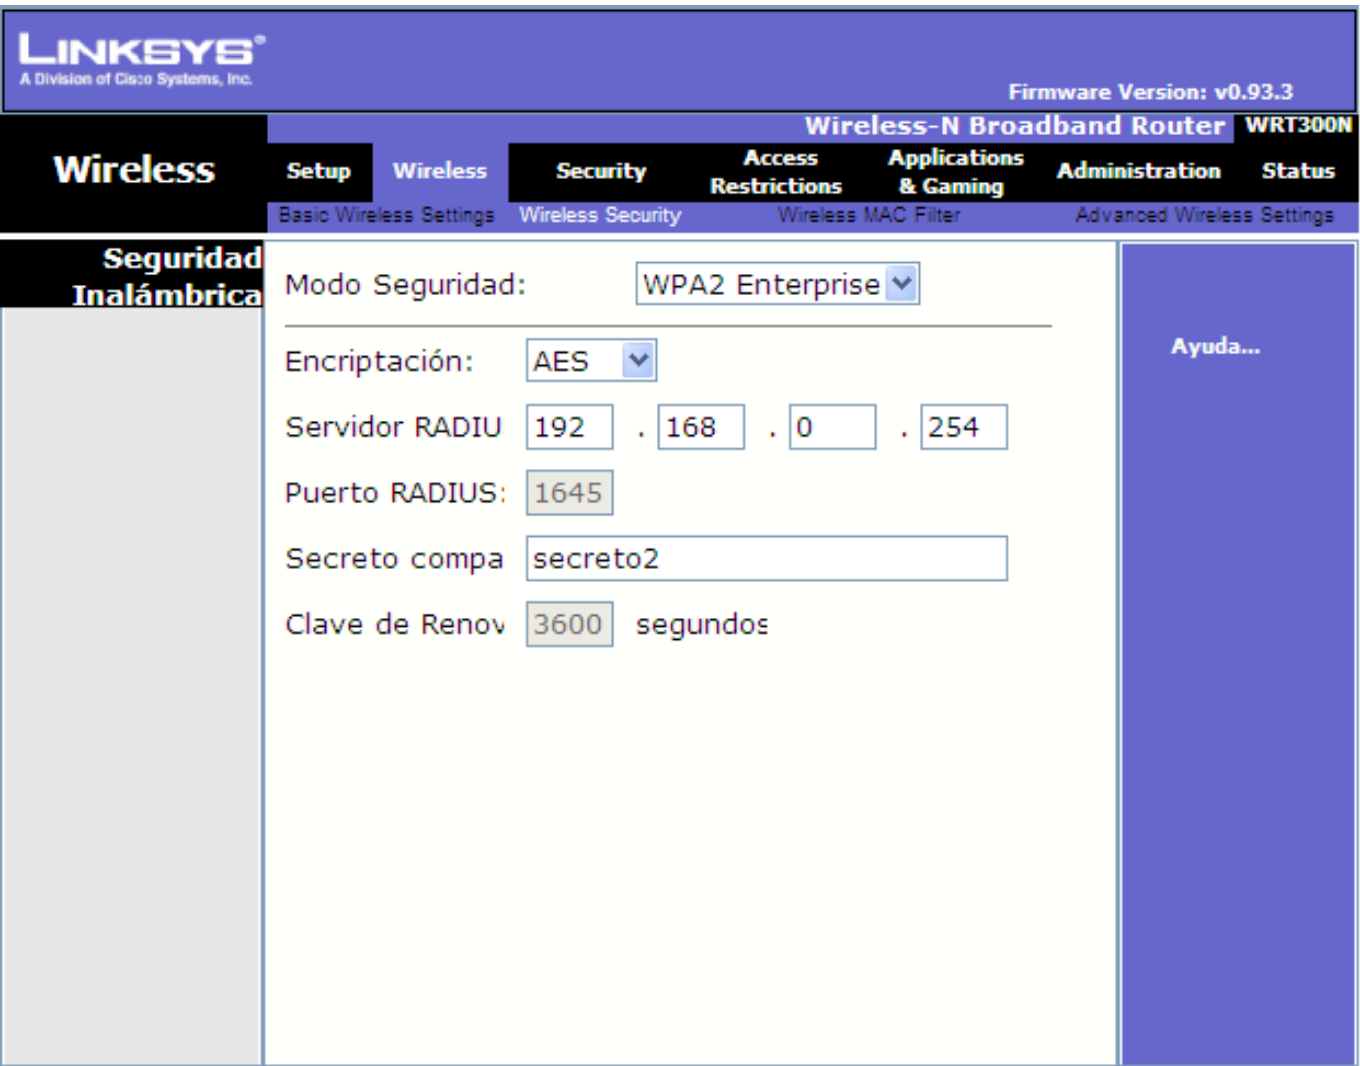 LINKSYS®
A Division of Cisco Systems, Inc.
Firmware Version: v0.93.3
Wireless-N Broadband Router WRT300N
Wireless
Setup Wireless Security Access Restrictions Applications & Gaming Administration Status
Basic Wireless Settings Wireless Security Wireless MAC Filter Advanced Wireless Settings
Seguridad
Inalámbrica
Modo Seguridad: WPA2 Enterprise
Encriptación: AES
Servidor RADIU 192 . 168 . 0 . 254
Puerto RADIUS: 1645
Secreto compa secreto2
Clave de Renov 3600 segundos
Ayuda...